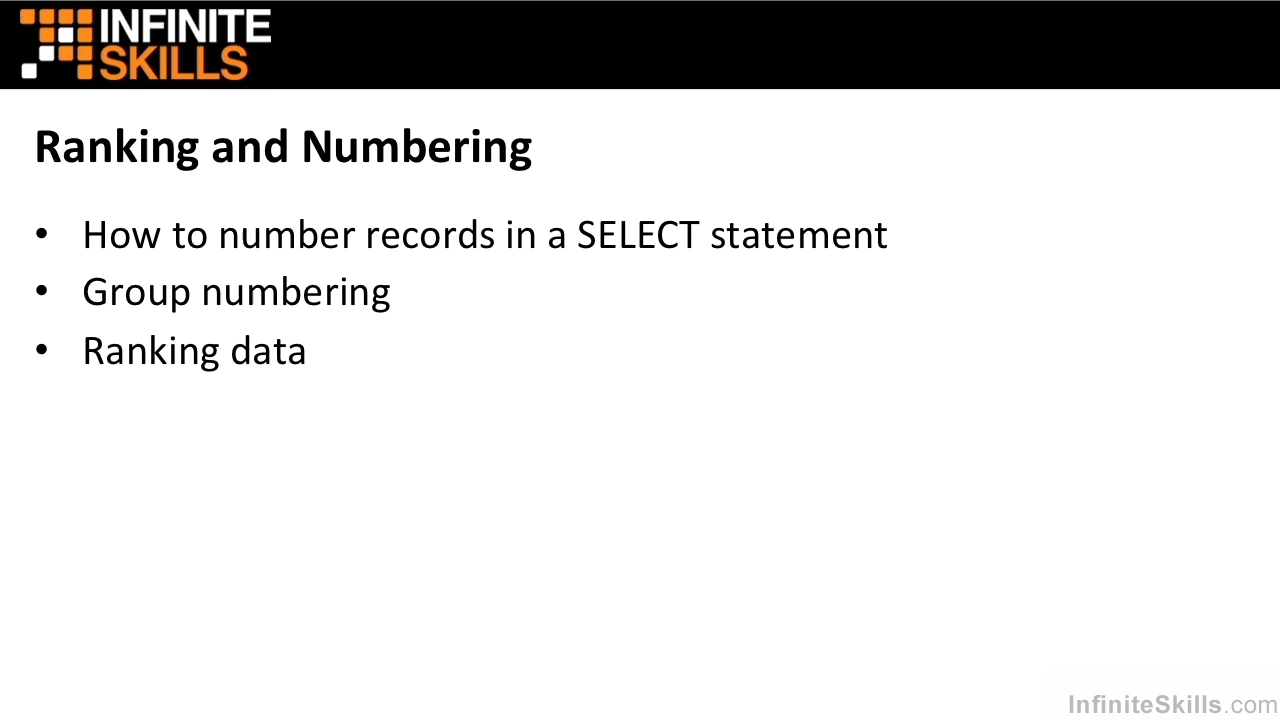 INFINITE
SKILLS
Ranking and Numbering
• How to number records in a SELECT statement
• Group numbering
• Ranking data
InfiniteSkills.com